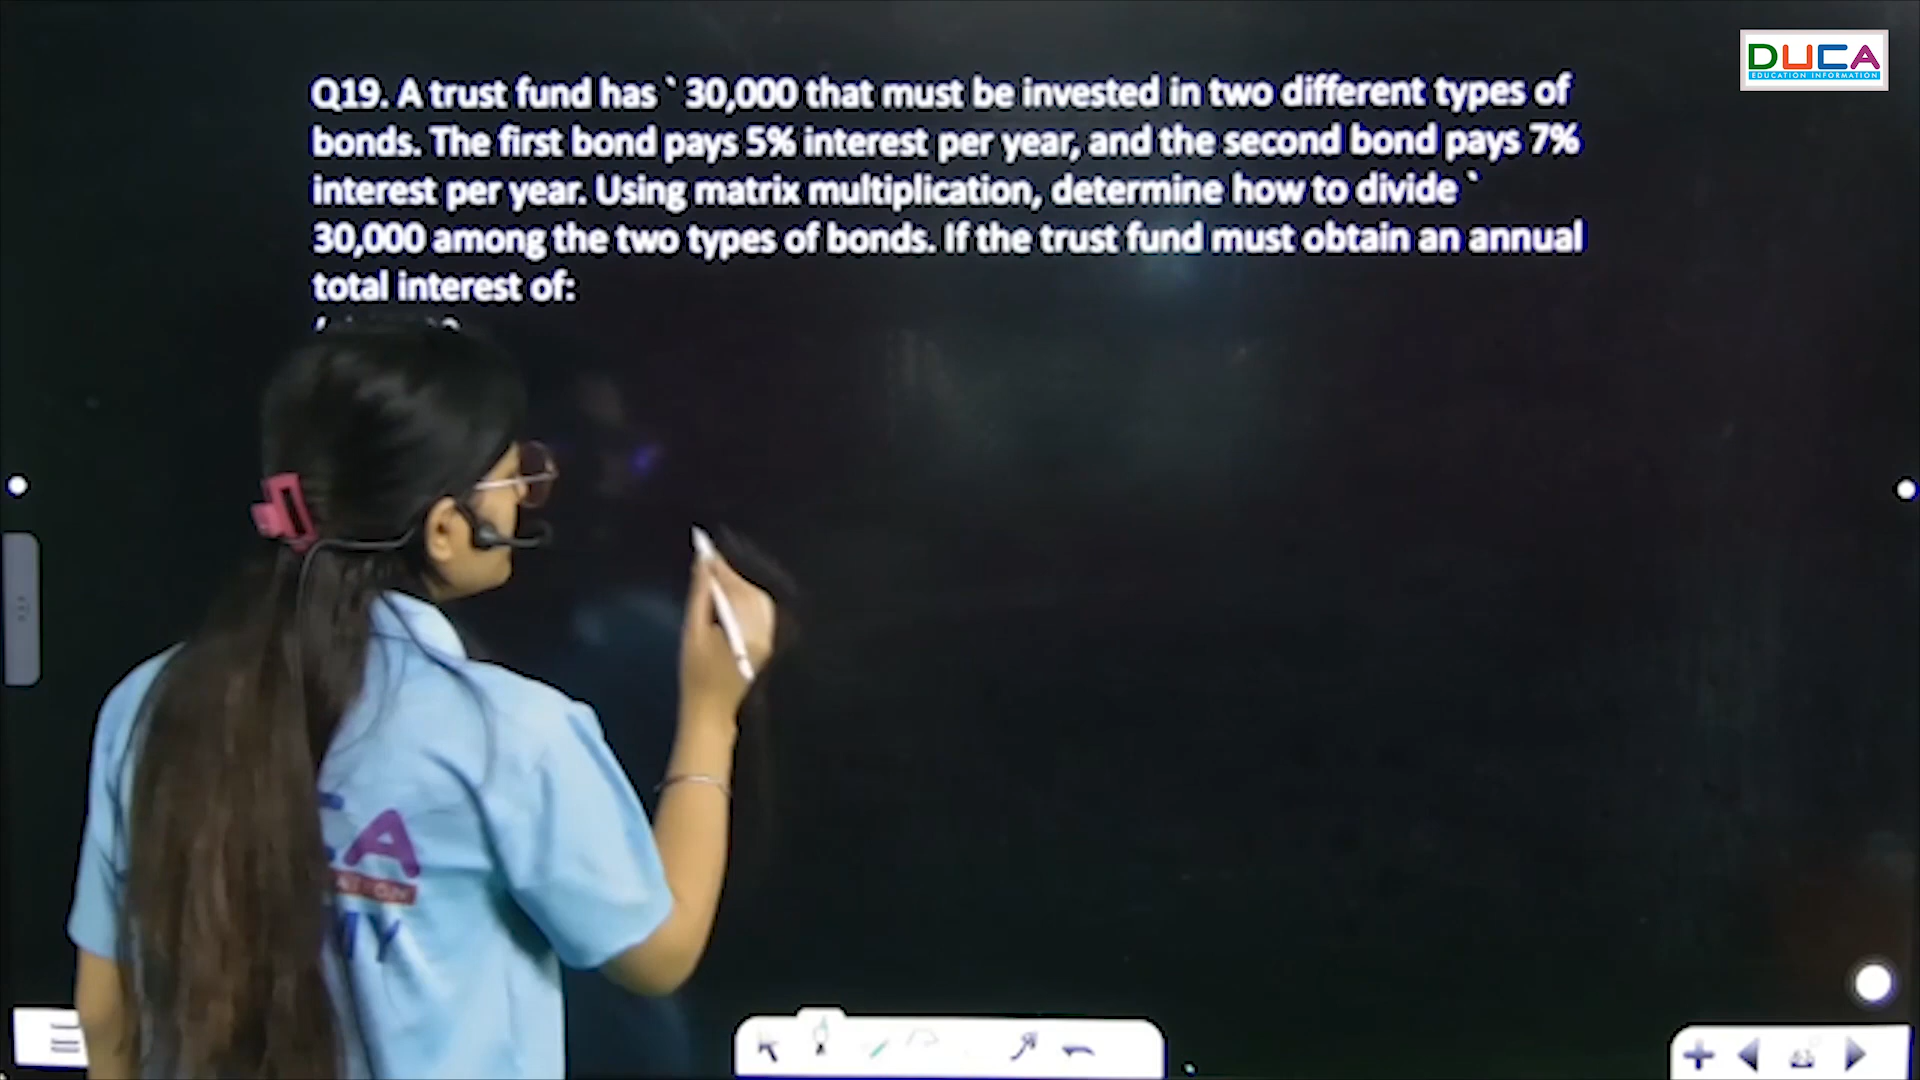 DUCA
EDUCATION INFORMATION
Q19. A trust fund has ` 30,000 that must be invested in two different types of
bonds. The first bond pays 5% interest per year, and the second bond pays 7%
interest per year. Using matrix multiplication, determine how to divide `
30,000 among the two types of bonds. If the trust fund must obtain an annual
total interest of: